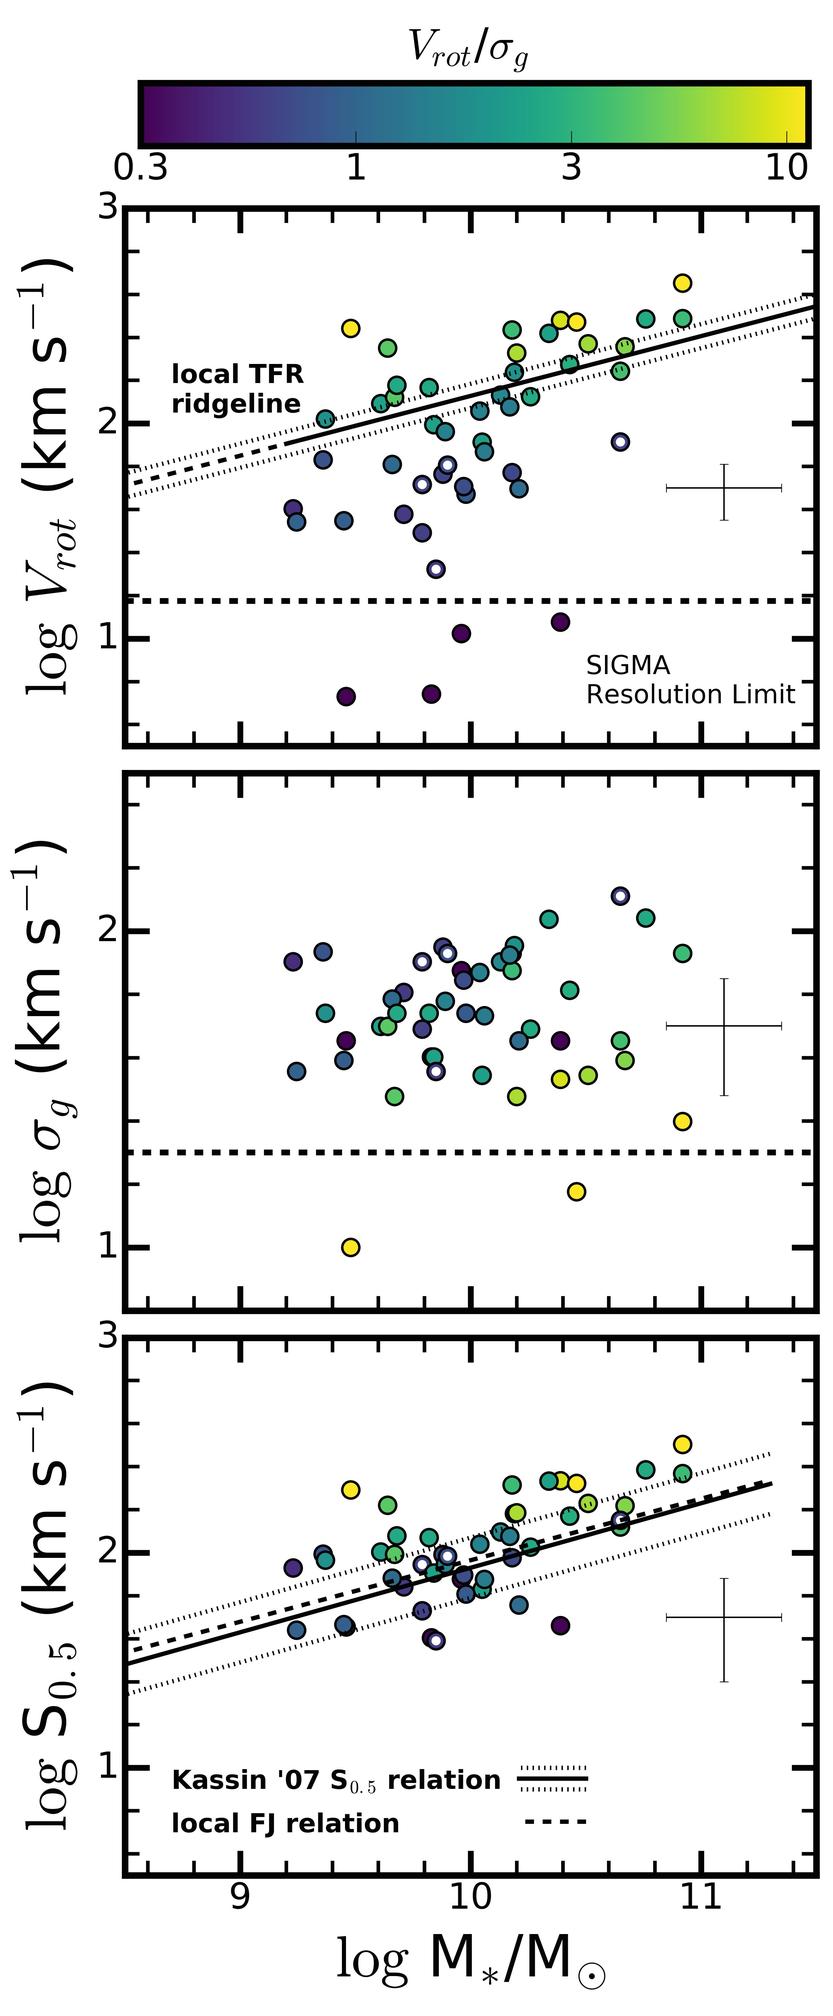 V_rot/σ_g
0.3 1 3 10
3
2
1
log V_rot (km s⁻¹)
local TFR
ridgeline
SIGMA
Resolution Limit
2
1
log σ_g (km s⁻¹)
3
2
1
log S_0.5 (km s⁻¹)
Kassin '07 S_0.5 relation
local FJ relation
9 10 11
log M_*/M_⊙